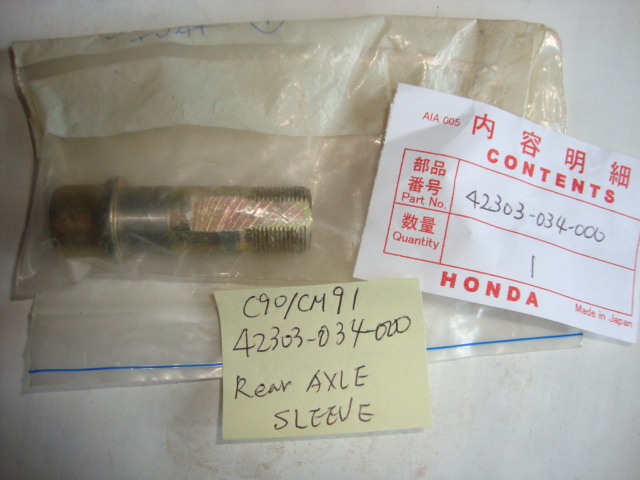 AIA 005
内容明細
CONTENTS
部品
番号
Part No.
42303-034-000
数量
Quantity
1
HONDA
Made in Japan
C90/CM91
42303-034-000
Rear AXLE
SLEEVE